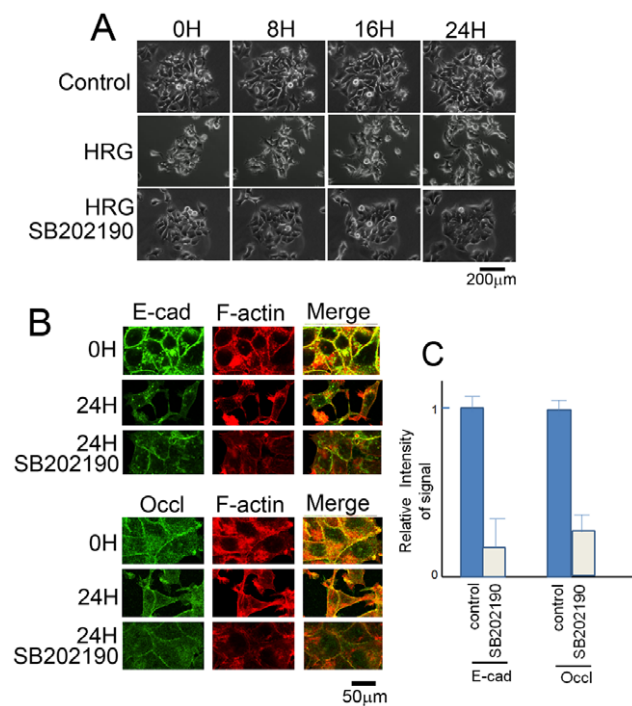 A
0H 8H 16H 24H
Control
HRG
HRG
SB202190
200μm
B
E-cad F-actin Merge
0H
24H
24H
SB202190
Occl F-actin Merge
0H
24H
24H
SB202190
50μm
C
Relative Intensity
of signal
1
0
control
SB202190
control
SB202190
E-cad Occl